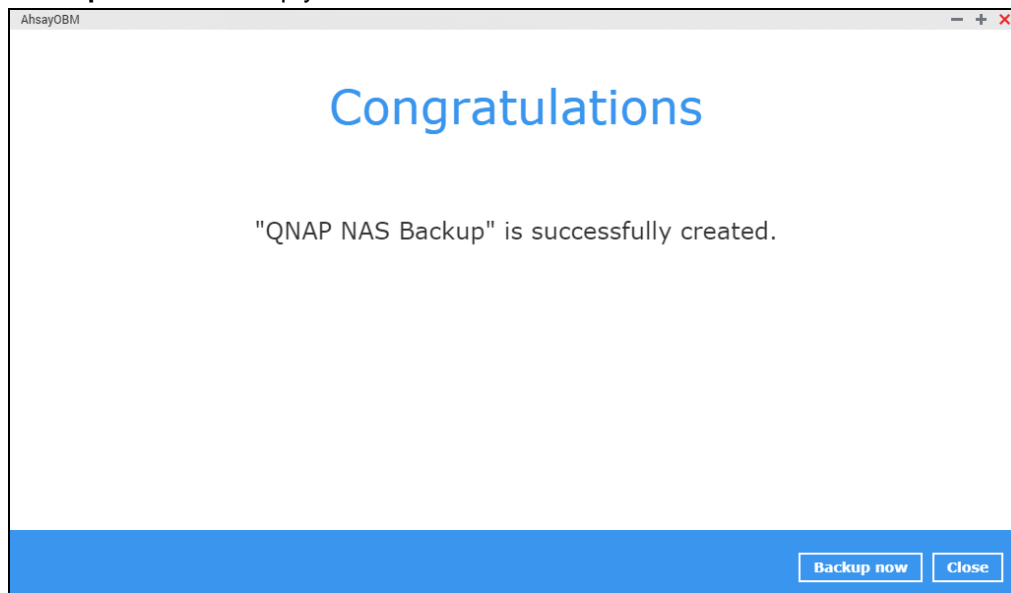 AhsayOBM
Congratulations
"QNAP NAS Backup" is successfully created.
Backup now Close